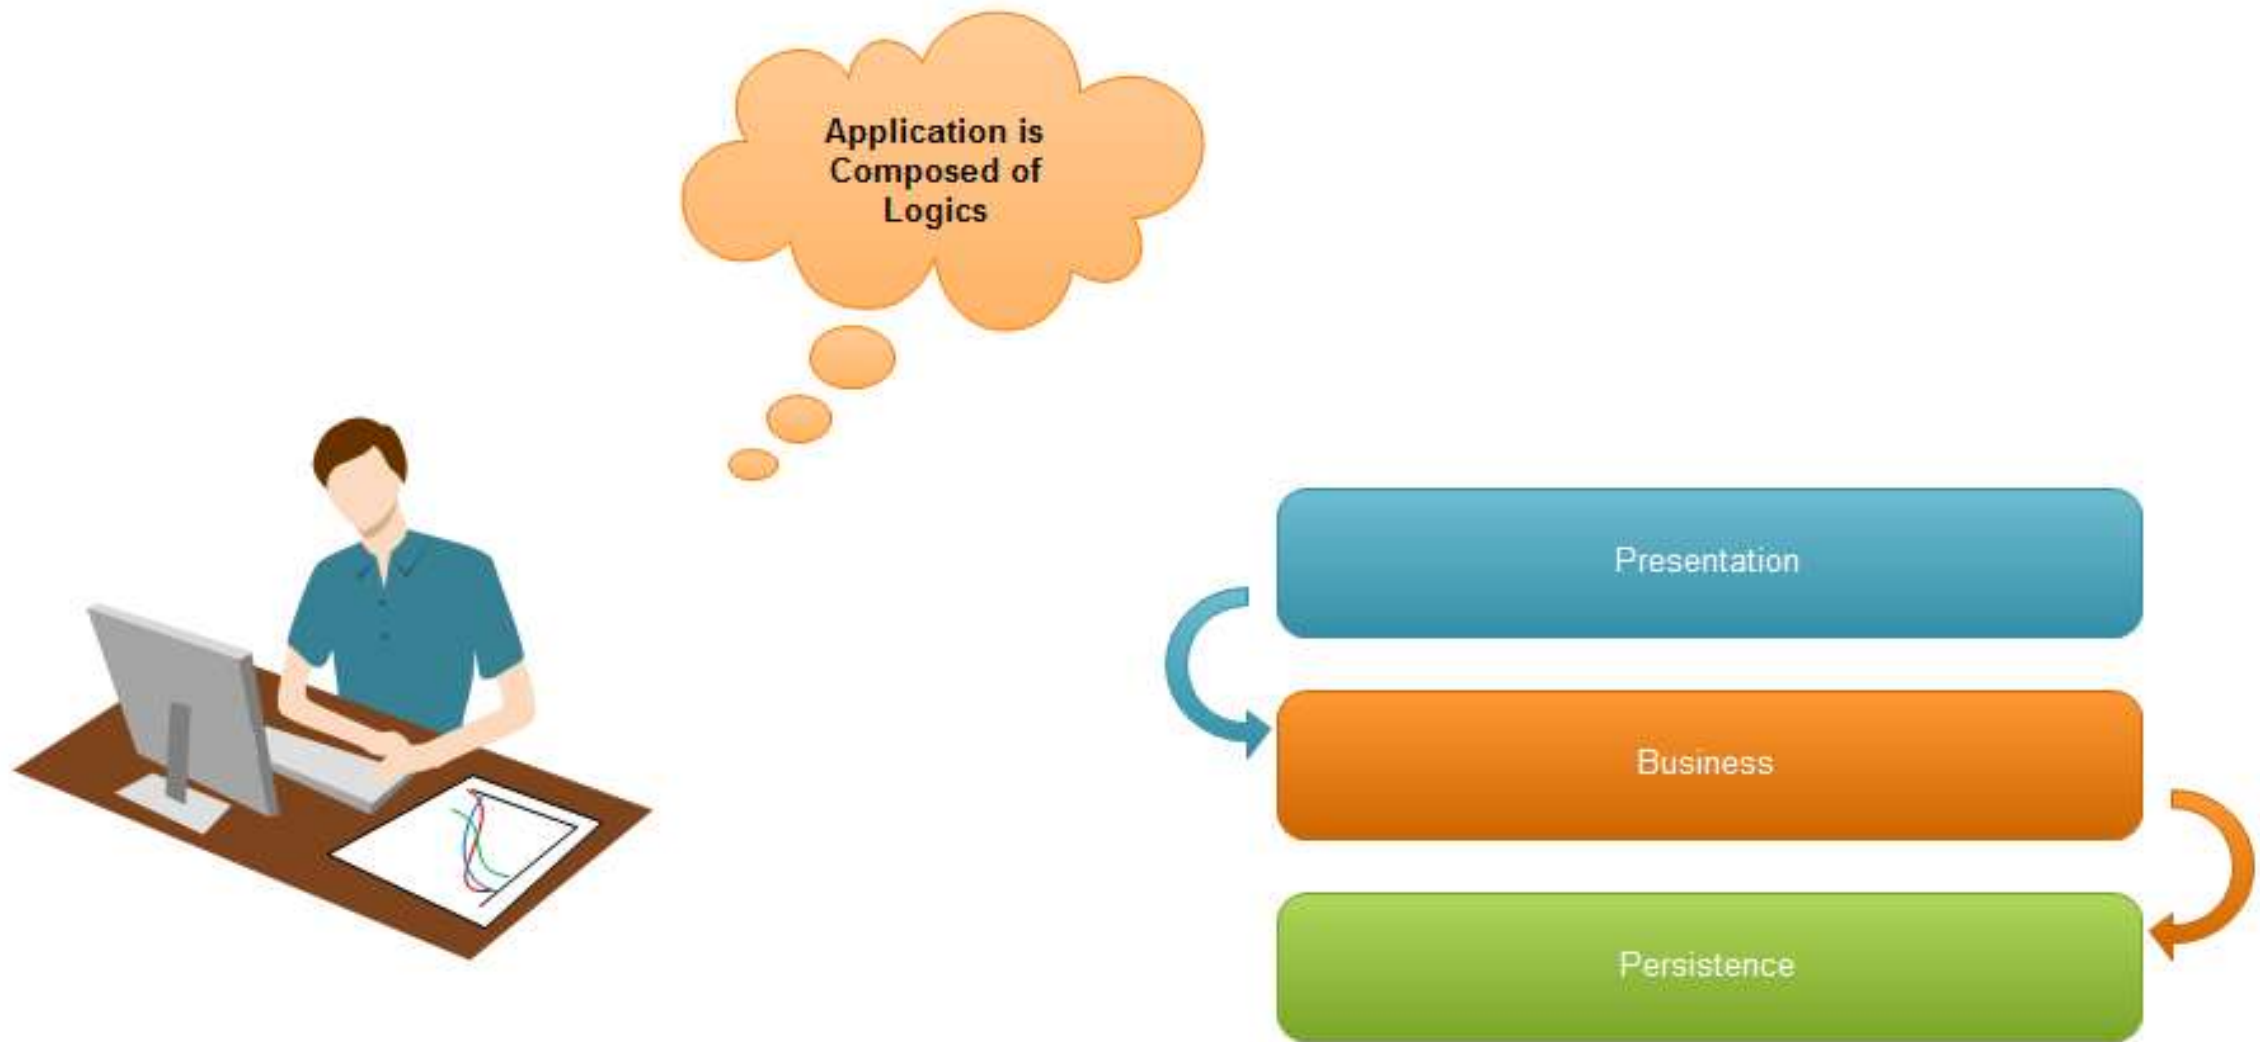 Application is
Composed of
Logics
Presentation
Business
Persistence